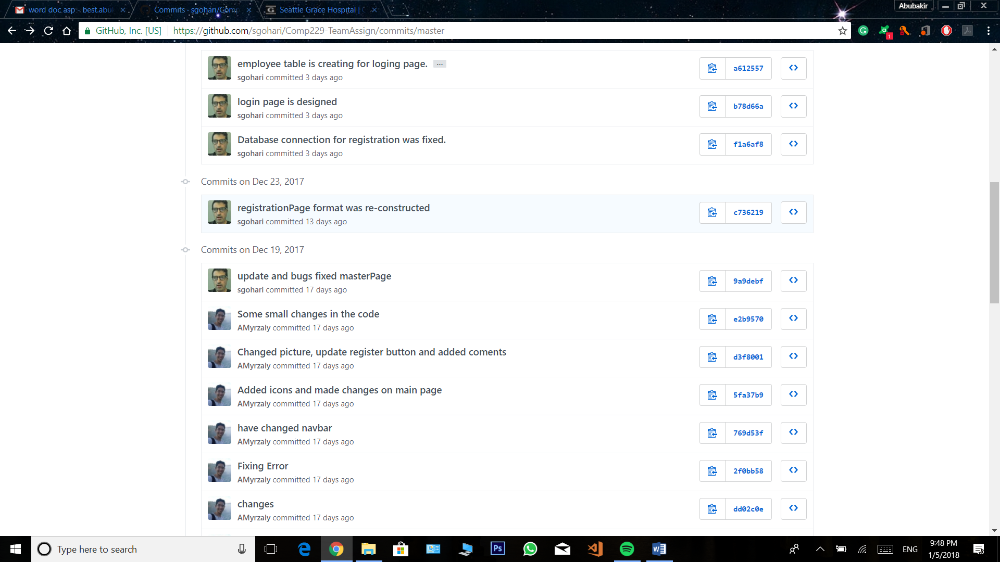 word doc asp - best.abu
Commits · sgohari/Comp
Seattle Grace Hospital |
Abubakir
GitHub, Inc. [US] https://github.com/sgohari/Comp229-TeamAssign/commits/master
1
employee table is creating for loging page. ...
sgohari committed 3 days ago
a612557
login page is designed
sgohari committed 3 days ago
b78d66a
Database connection for registration was fixed.
sgohari committed 3 days ago
f1a6af8
Commits on Dec 23, 2017
registrationPage format was re-constructed
sgohari committed 13 days ago
c736219
Commits on Dec 19, 2017
update and bugs fixed masterPage
sgohari committed 17 days ago
9a9debf
Some small changes in the code
AMyrzaly committed 17 days ago
e2b9570
Changed picture, update register button and added coments
AMyrzaly committed 17 days ago
d3f8001
Added icons and made changes on main page
AMyrzaly committed 17 days ago
5fa37b9
have changed navbar
AMyrzaly committed 17 days ago
769d53f
Fixing Error
AMyrzaly committed 17 days ago
2f0bb58
changes
AMyrzaly committed 17 days ago
dd02c0e
Type here to search
Ps
ENG
9:48 PM
1/5/2018